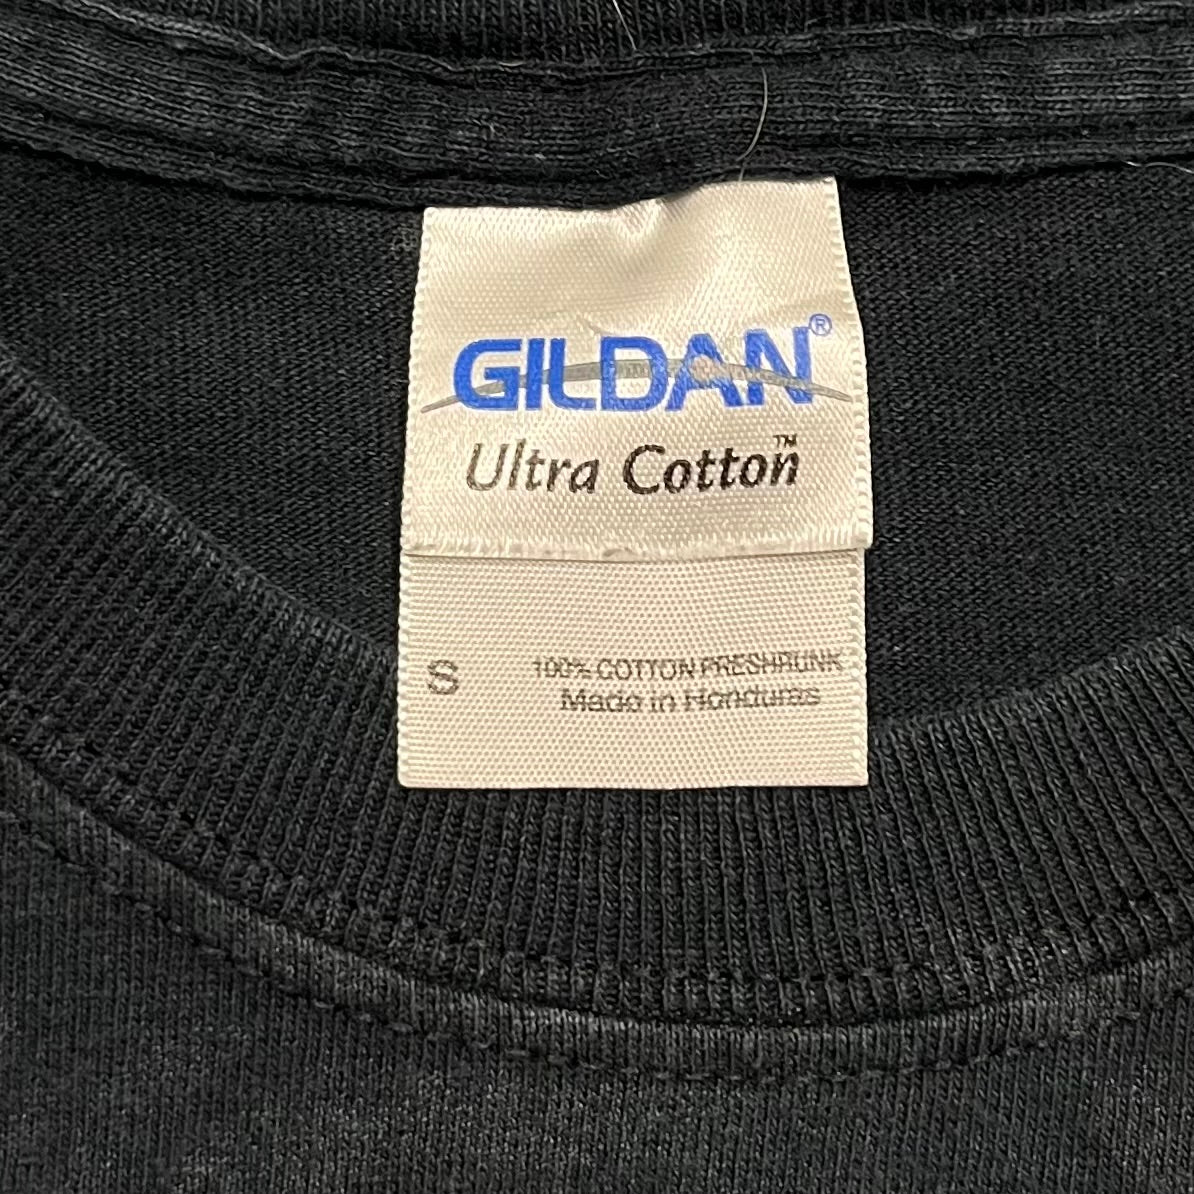 GILDAN®
Ultra Cotton™
S 100% COTTON PRESHRUNK
Made in Honduras